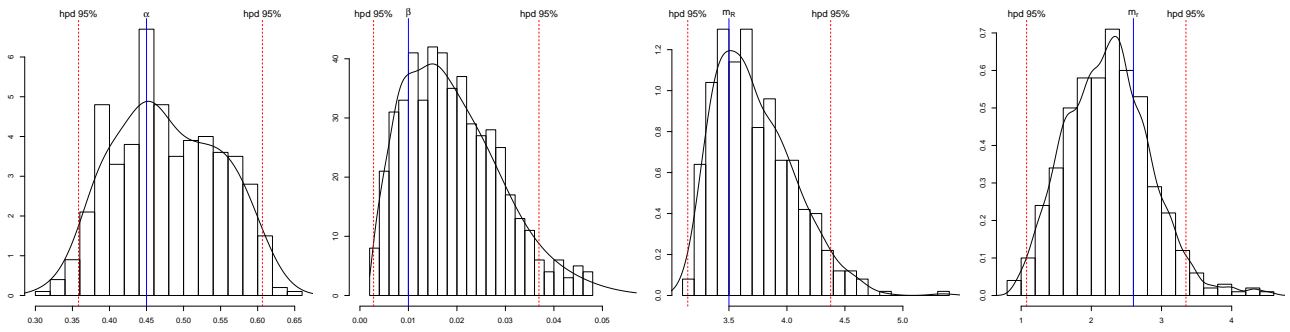 hpd 95% α hpd 95%
0 1 2 3 4 5 6
0.30 0.35 0.40 0.45 0.50 0.55 0.60 0.65
hpd 95% β hpd 95%
0 10 20 30 40
0.00 0.01 0.02 0.03 0.04 0.05
hpd 95% m_R hpd 95%
0.0 0.2 0.4 0.6 0.8 1.0 1.2
3.5 4.0 4.5 5.0
hpd 95% m_r hpd 95%
0.0 0.1 0.2 0.3 0.4 0.5 0.6 0.7
1 2 3 4